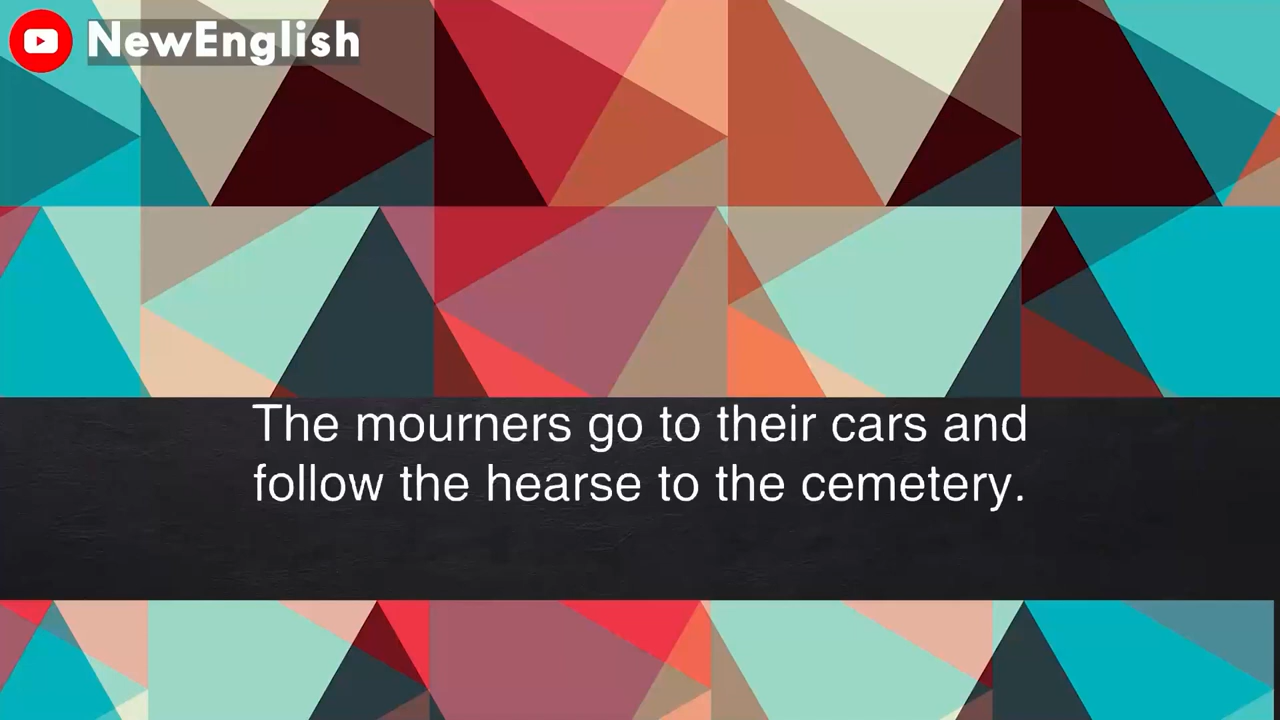 NewEnglish
The mourners go to their cars and
follow the hearse to the cemetery.